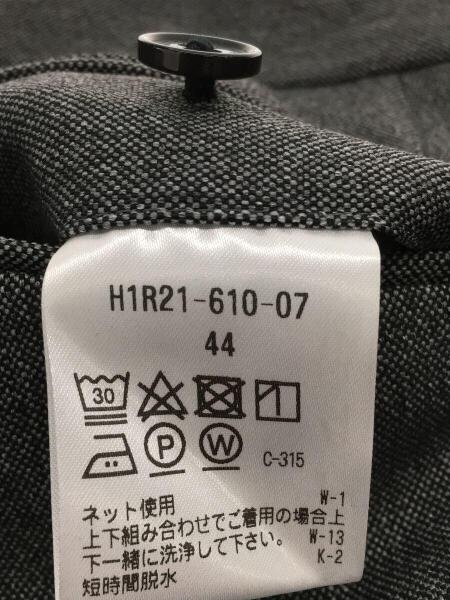 H1R21-610-07
44
30
P W C-315
ネット使用 W-1
上下組み合わせでご着用の場合上 W-13
下一緒に洗浄して下さい。 K-2
短時間脱水